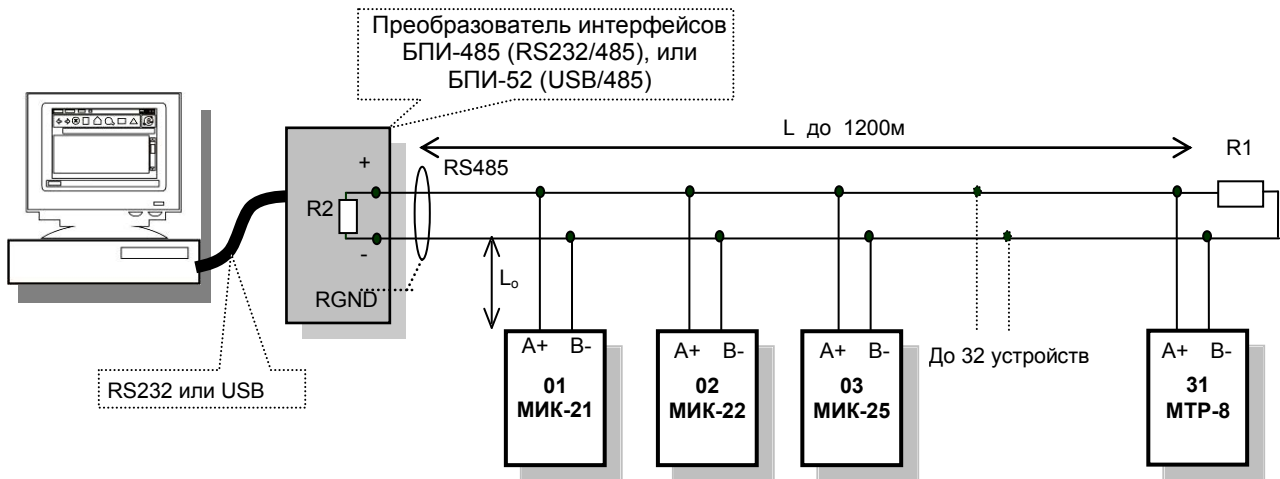 Преобразователь интерфейсов
БПИ-485 (RS232/485), или
БПИ-52 (USB/485)
L до 1200м
R1
+
RS485
R2
-
RGND
Lо
RS232 или USB
A+ B-
01
МИК-21
A+ B-
02
МИК-22
A+ B-
03
МИК-25
До 32 устройств
A+ B-
31
МТР-8